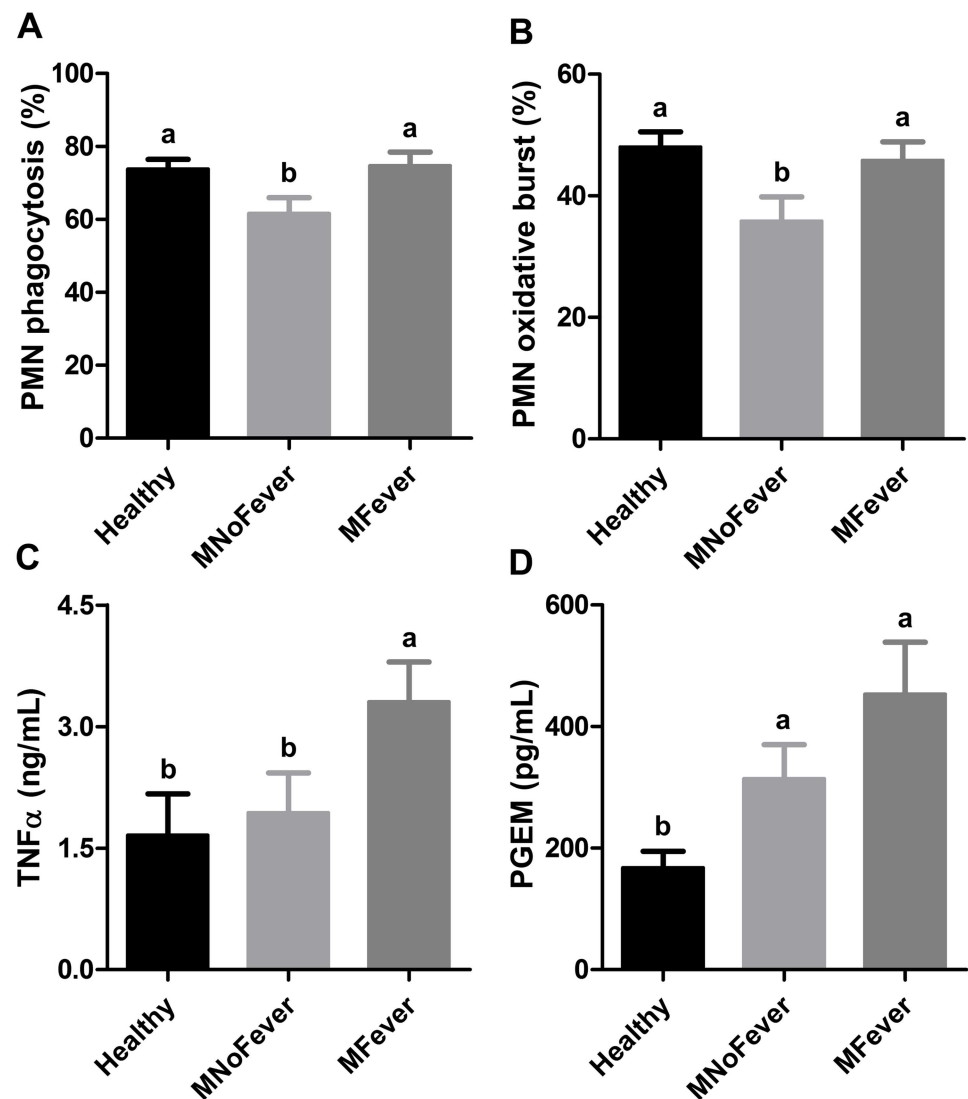 A
PMN phagocytosis (%)
100
80
60
40
20
0
a
b
a
Healthy
MNoFever
MFever
B
PMN oxidative burst (%)
60
40
20
0
a
b
a
Healthy
MNoFever
MFever
C
TNFα (ng/mL)
4.5
3.0
1.5
0.0
b
b
a
Healthy
MNoFever
MFever
D
PGEM (pg/mL)
600
400
200
0
b
a
a
Healthy
MNoFever
MFever